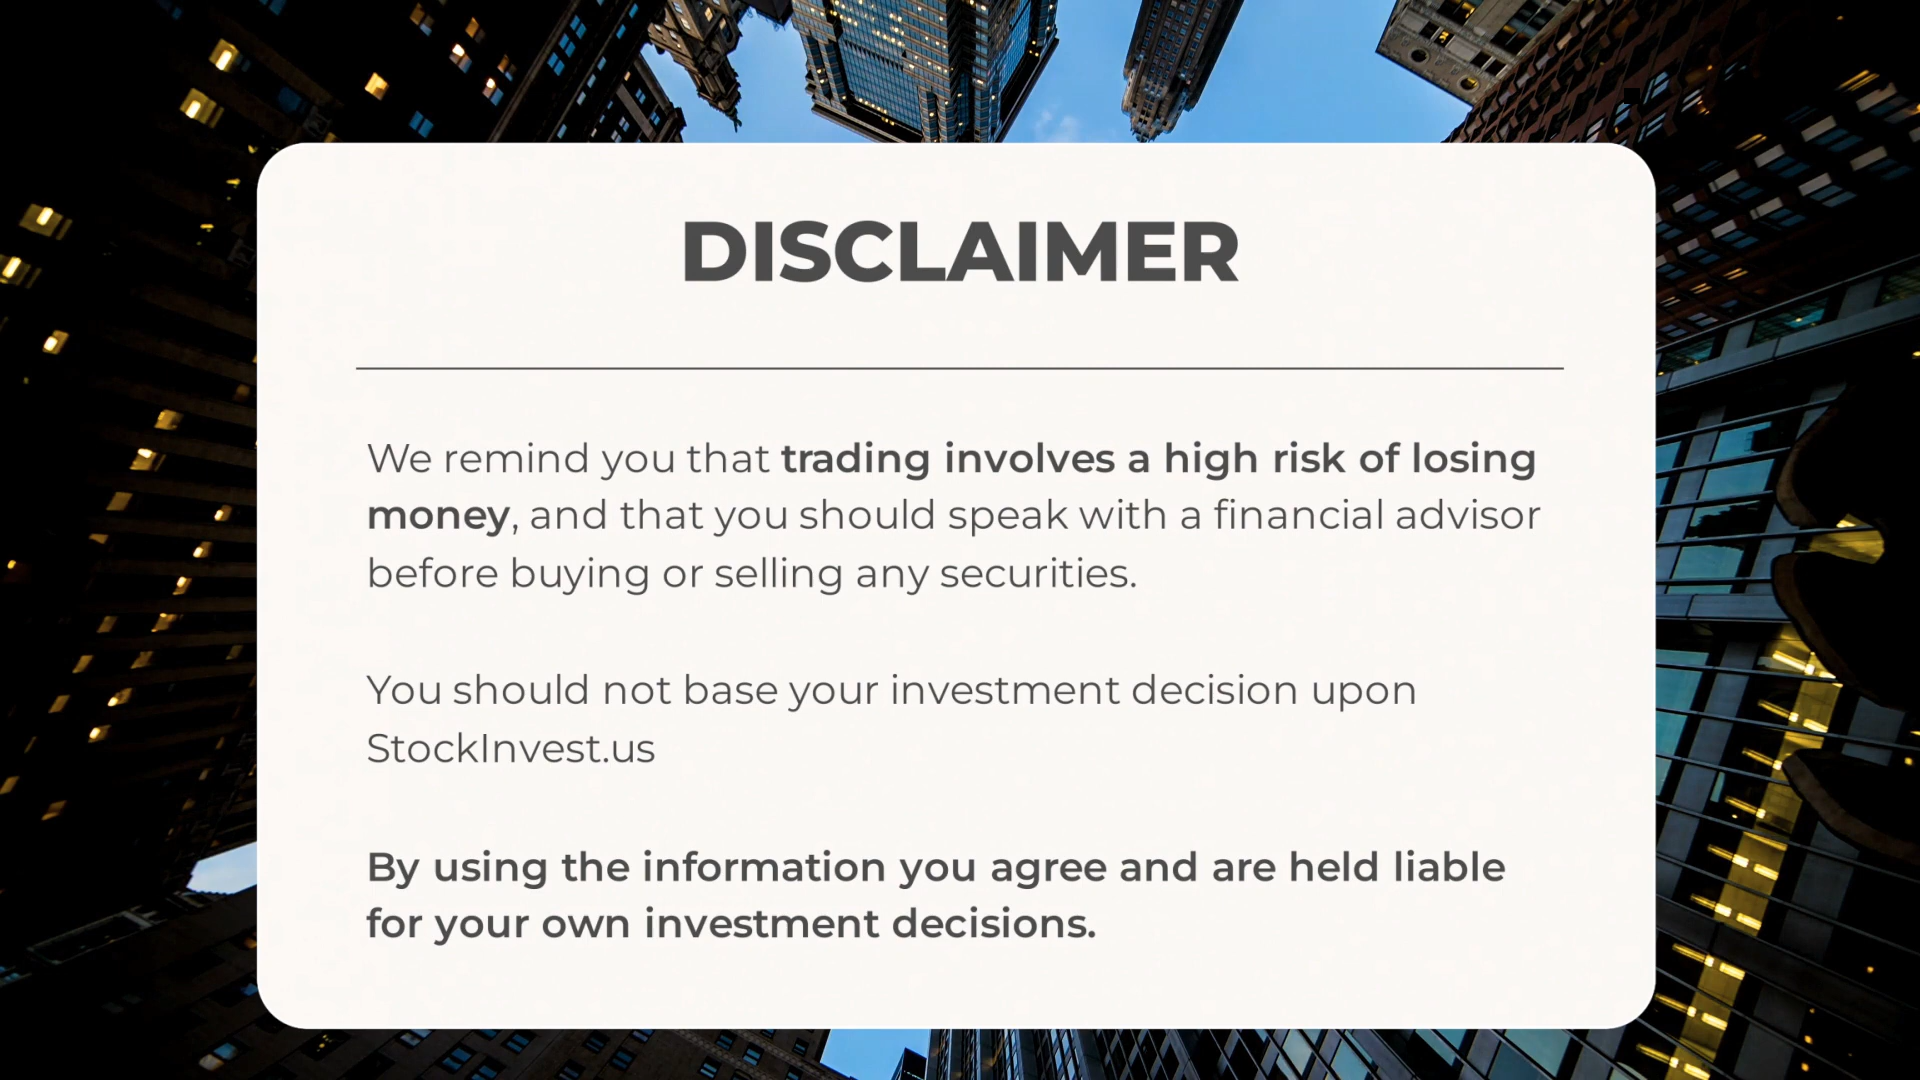 DISCLAIMER
We remind you that trading involves a high risk of losing
money, and that you should speak with a financial advisor
before buying or selling any securities.
You should not base your investment decision upon
StockInvest.us
By using the information you agree and are held liable
for your own investment decisions.